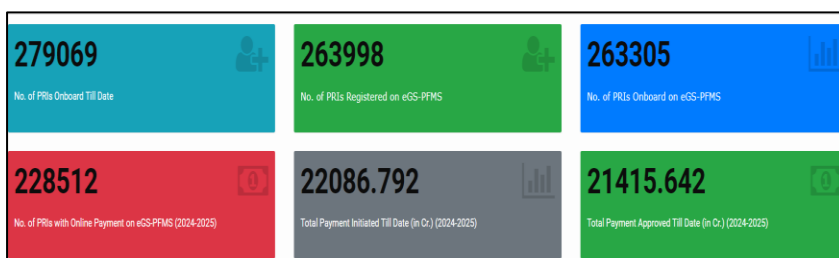 279069
No. of PRIs Onboard Till Date
263998
No. of PRIs Registered on eGS-PFMS
263305
No. of PRIs Onboard on eGS-PFMS
228512
No. of PRIs with Online Payment on eGS-PFMS (2024-2025)
22086.792
Total Payment Initiated Till Date (in Cr.) (2024-2025)
21415.642
Total Payment Approved Till Date (in Cr.) (2024-2025)